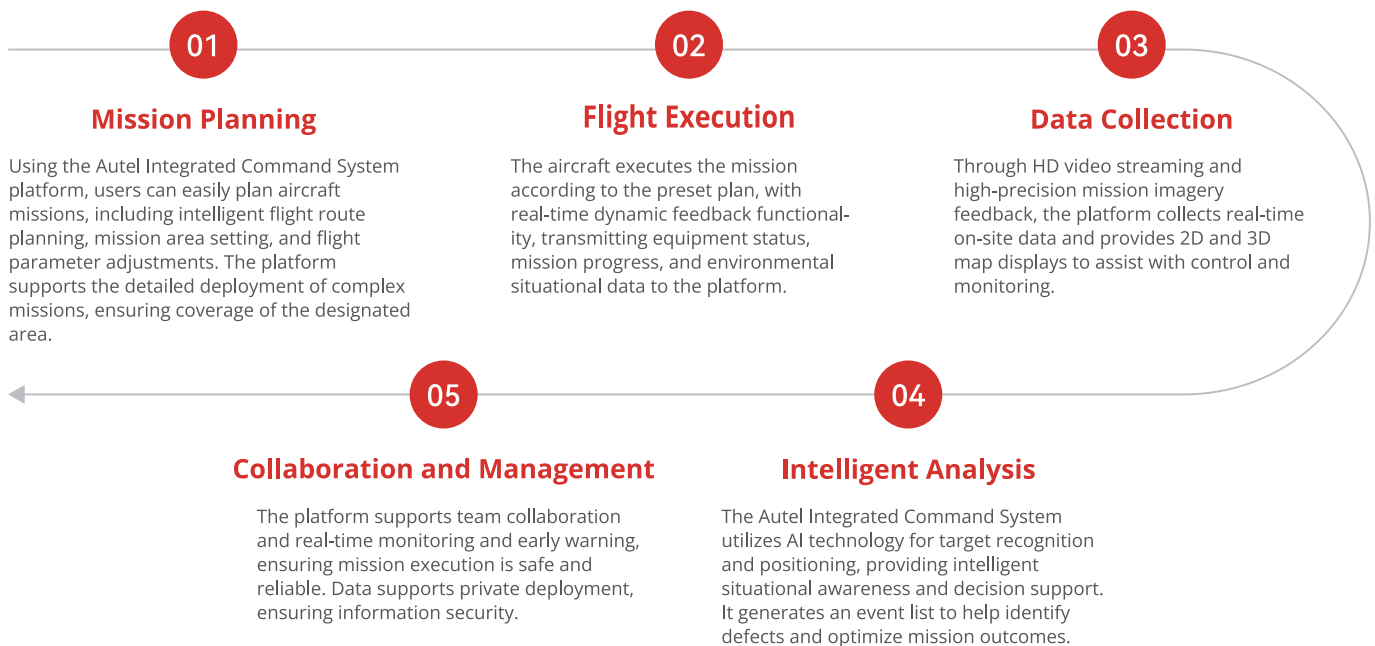 01
Mission Planning
Using the Autel Integrated Command System
platform, users can easily plan aircraft
missions, including intelligent flight route
planning, mission area setting, and flight
parameter adjustments. The platform
supports the detailed deployment of complex
missions, ensuring coverage of the designated
area.
02
Flight Execution
The aircraft executes the mission
according to the preset plan, with
real-time dynamic feedback functional-
ity, transmitting equipment status,
mission progress, and environmental
situational data to the platform.
03
Data Collection
Through HD video streaming and
high-precision mission imagery
feedback, the platform collects real-time
on-site data and provides 2D and 3D
map displays to assist with control and
monitoring.
04
Intelligent Analysis
The Autel Integrated Command System
utilizes AI technology for target recognition
and positioning, providing intelligent
situational awareness and decision support.
It generates an event list to help identify
defects and optimize mission outcomes.
05
Collaboration and Management
The platform supports team collaboration
and real-time monitoring and early warning,
ensuring mission execution is safe and
reliable. Data supports private deployment,
ensuring information security.